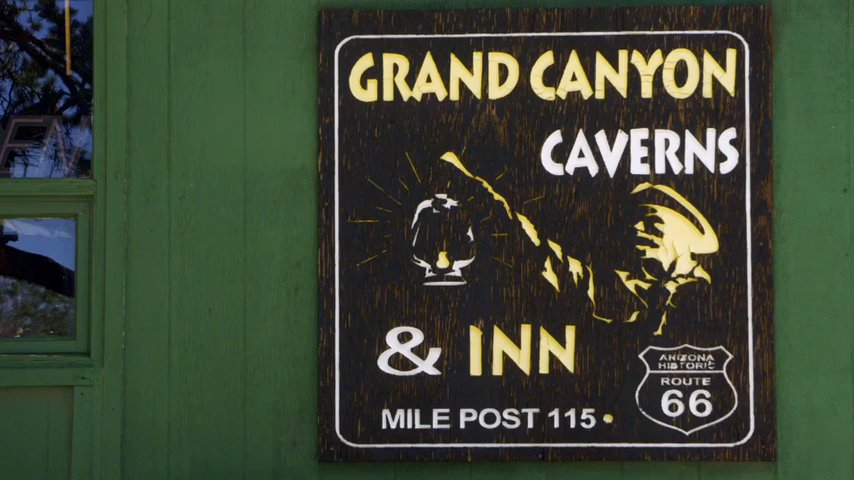 GRAND CANYON
CAVERNS
& INN
MILE POST 115
ARIZONA
HISTORIC
ROUTE
66